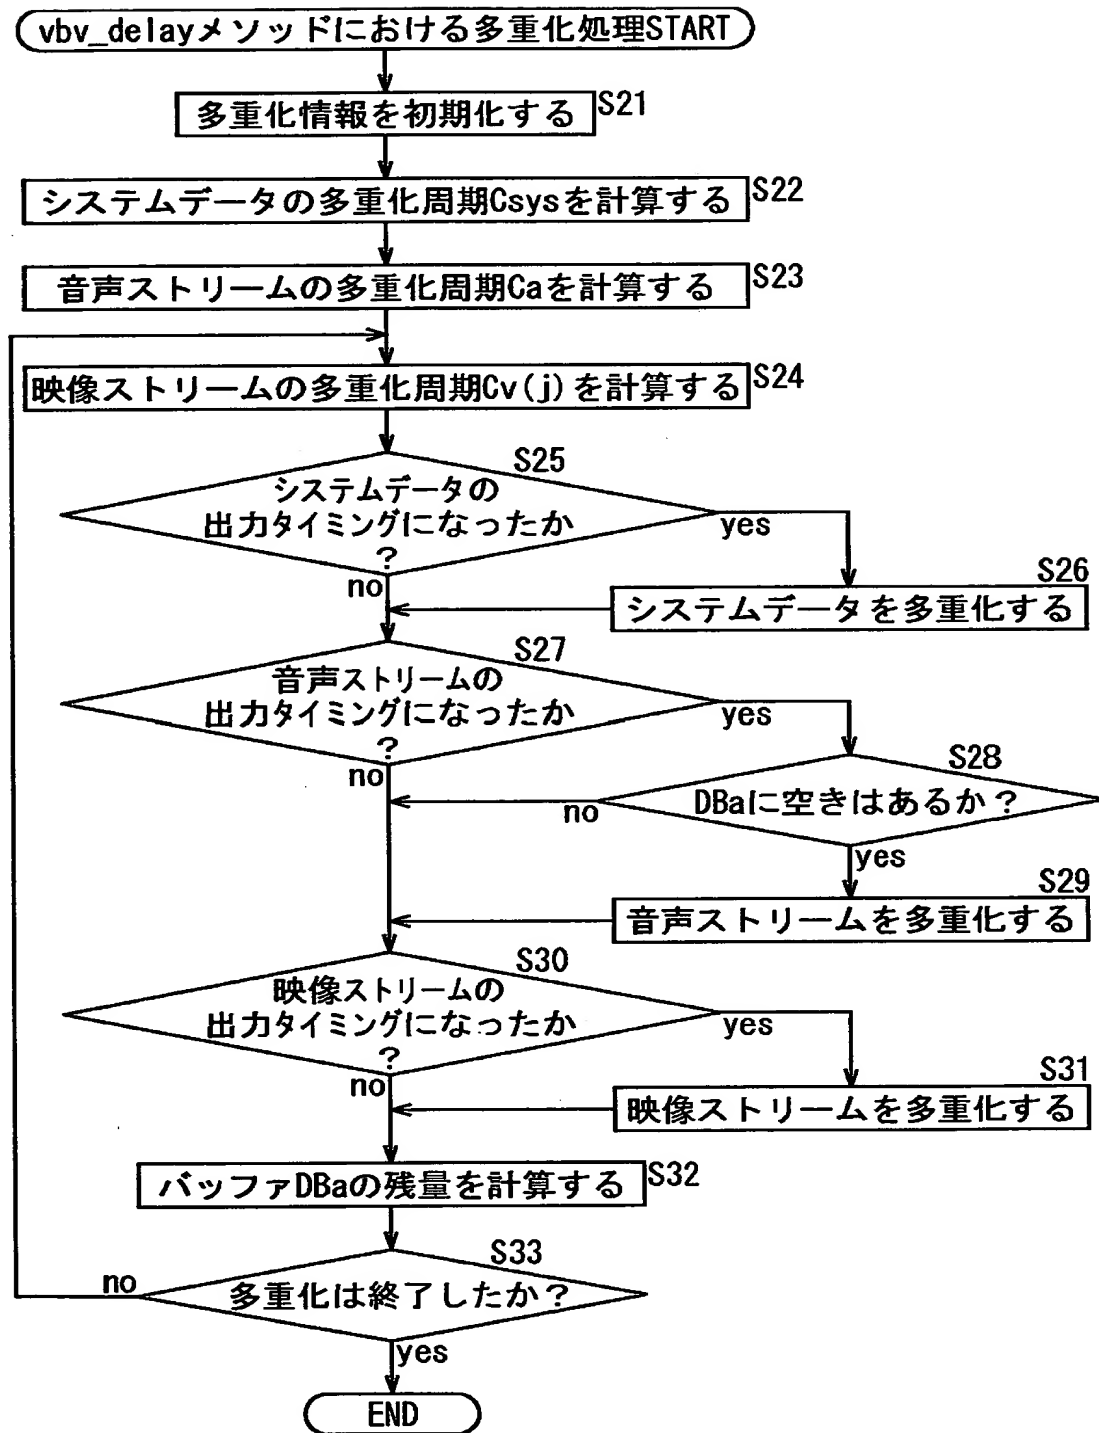 vbv_delayメソッドにおける多重化処理START
多重化情報を初期化する
S21
システムデータの多重化周期Csysを計算する
S22
音声ストリームの多重化周期Caを計算する
S23
映像ストリームの多重化周期Cv(j)を計算する
S24
S25
システムデータの
出力タイミングになったか
?
yes
no
S26
システムデータを多重化する
S27
音声ストリームの
出力タイミングになったか
?
yes
no
S28
DBaに空きはあるか?
no
yes
S29
音声ストリームを多重化する
S30
映像ストリームの
出力タイミングになったか
?
yes
no
S31
映像ストリームを多重化する
バッファDBaの残量を計算する
S32
S33
多重化は終了したか?
no
yes
END